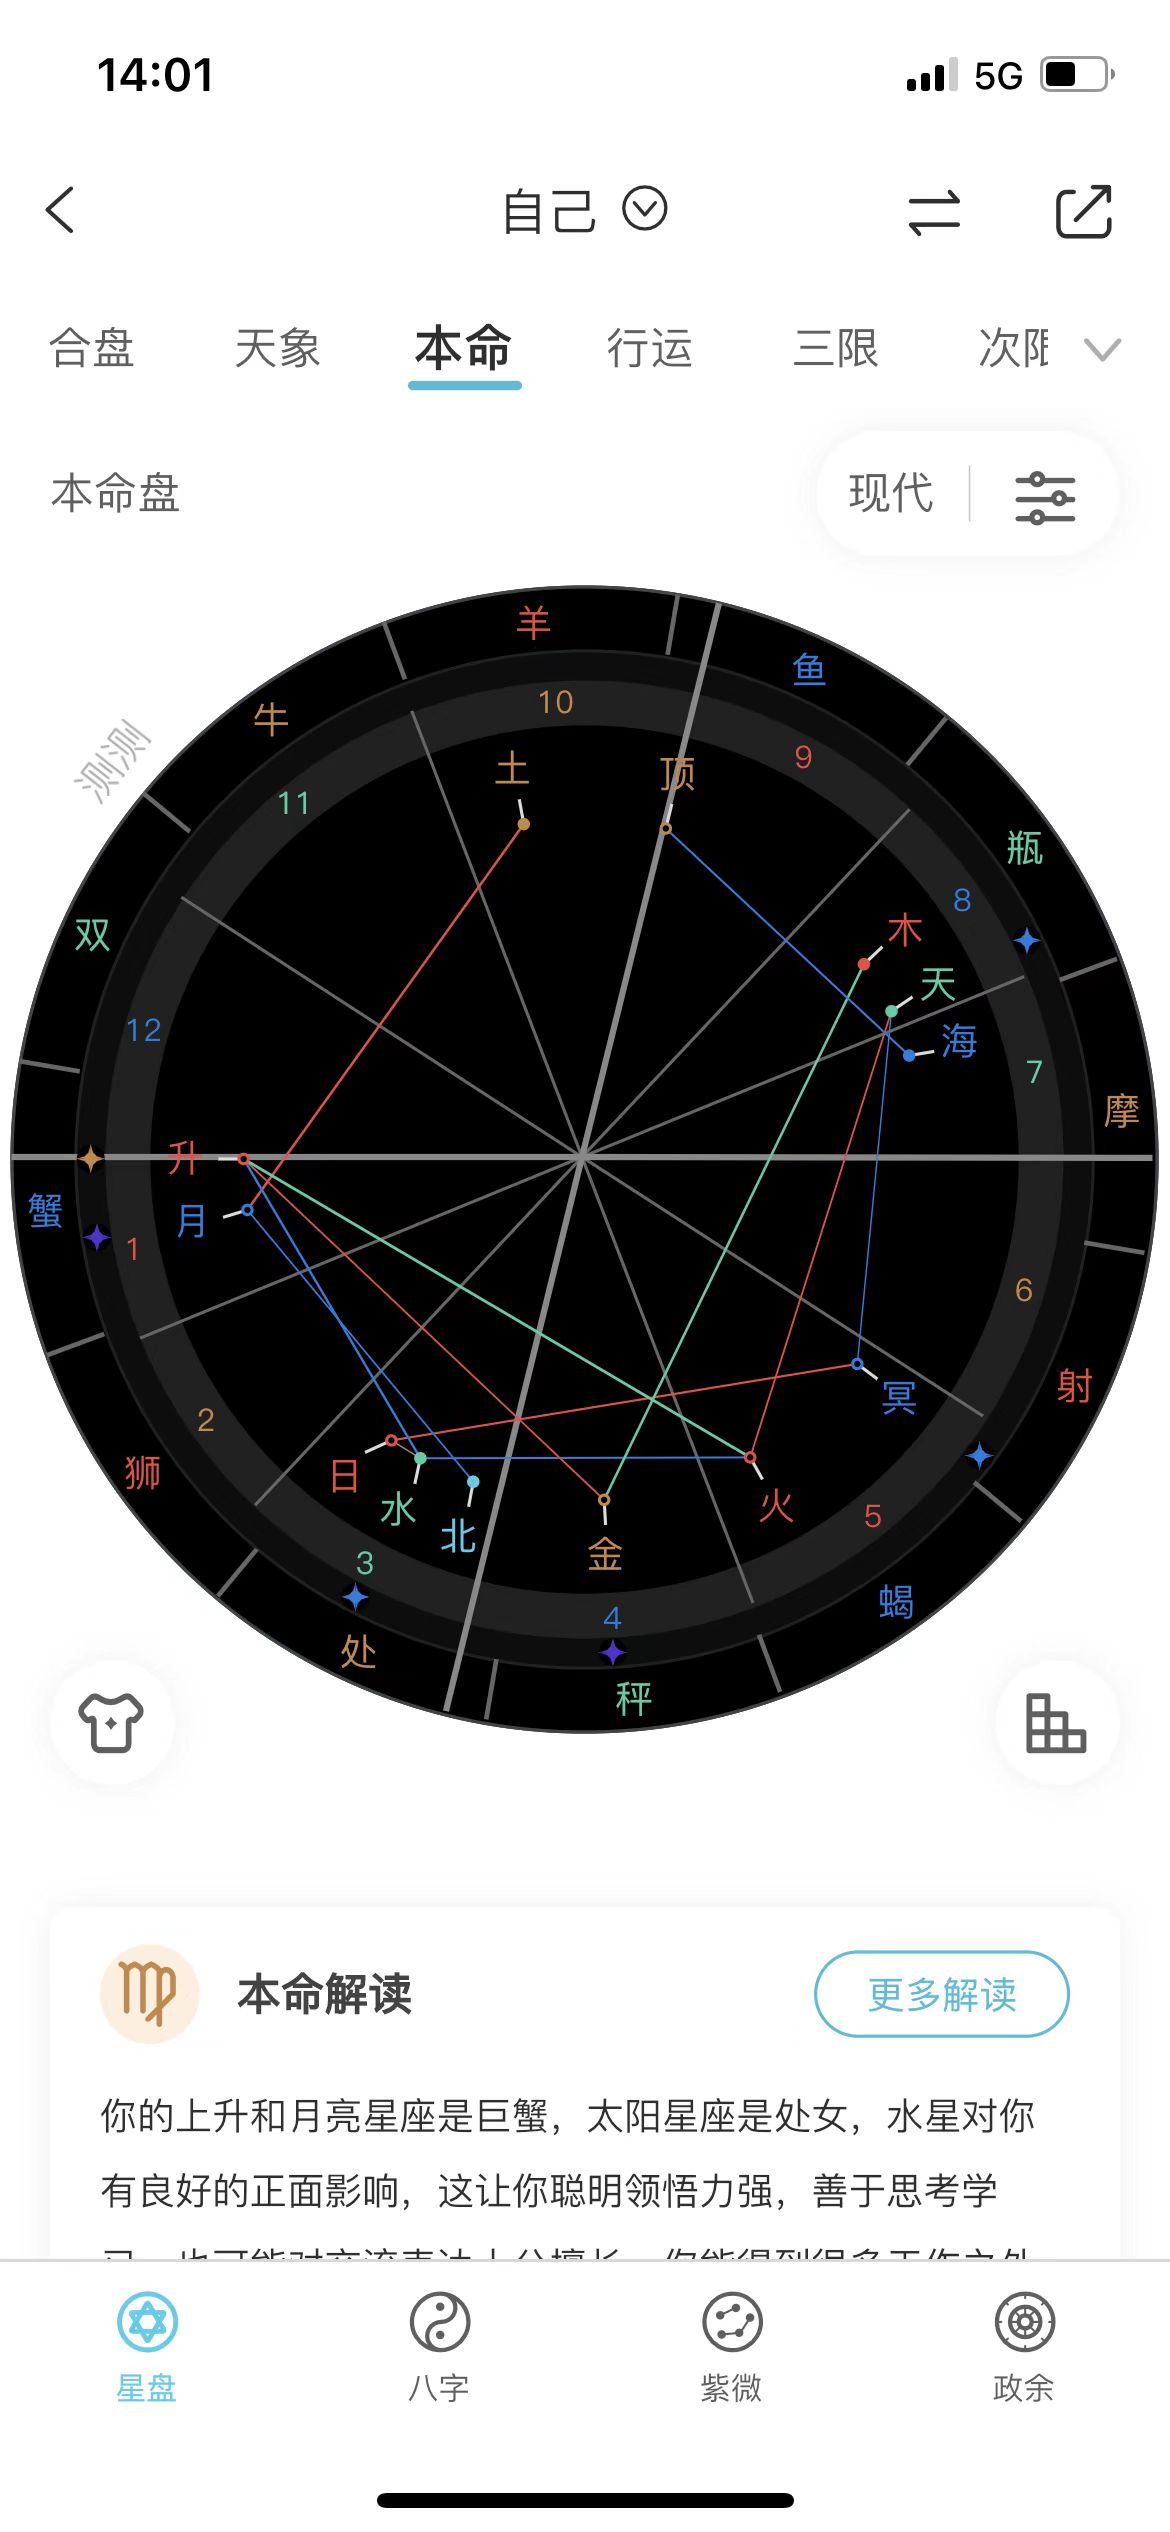 14:01
5G
自己
合盘 天象 本命 行运 三限 次限
本命盘
现代
测测
羊
鱼
牛
10
9
土
顶
11
瓶
8
双
木
天
12
海
7
摩
升
蟹
月
1
6
射
冥
2
狮
日
水
火
5
北
金
3
蝎
4
处
秤
本命解读
更多解读
你的上升和月亮星座是巨蟹，太阳星座是处女，水星对你
有良好的正面影响，这让你聪明领悟力强，善于思考学
星盘 八字 紫微 政余